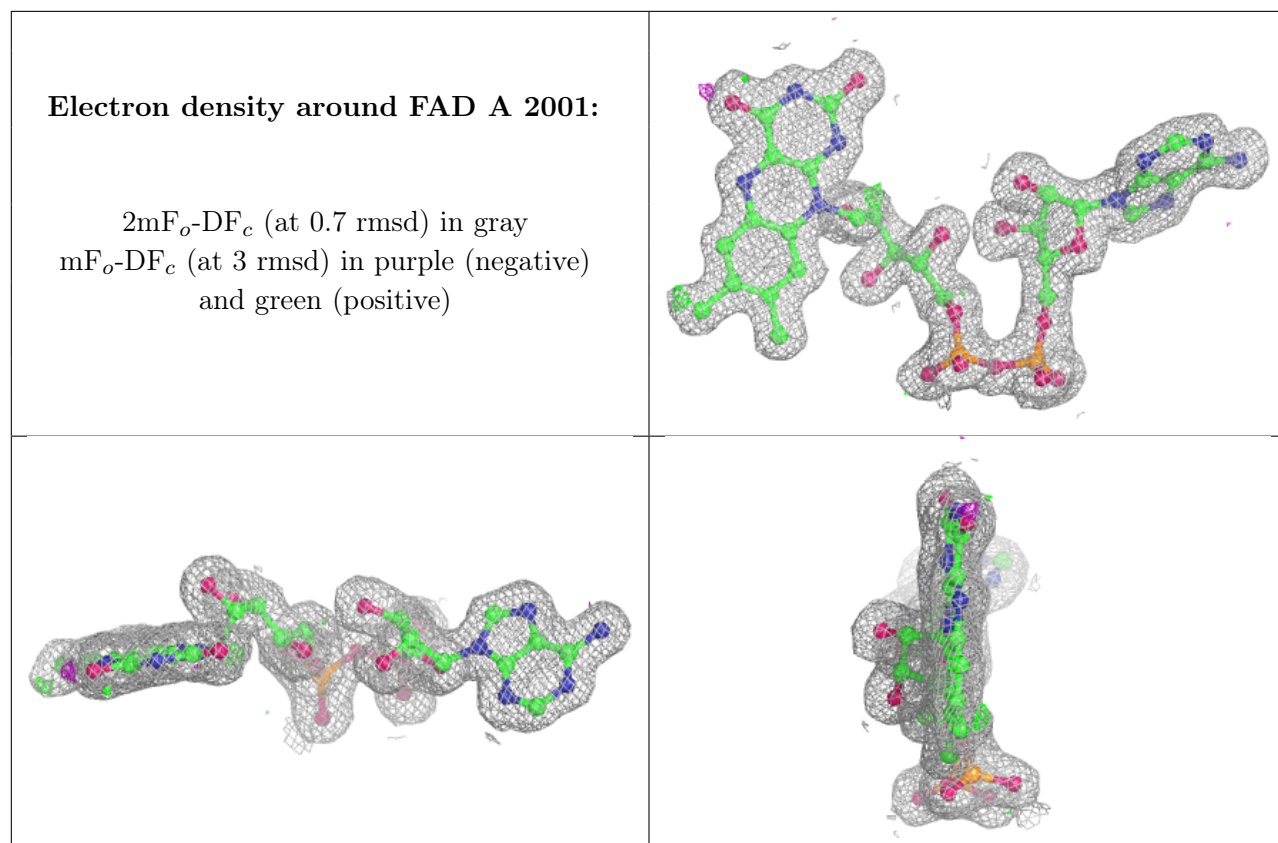 Electron density around FAD A 2001:
2mFo-DFc (at 0.7 rmsd) in gray
mFo-DFc (at 3 rmsd) in purple (negative)
and green (positive)